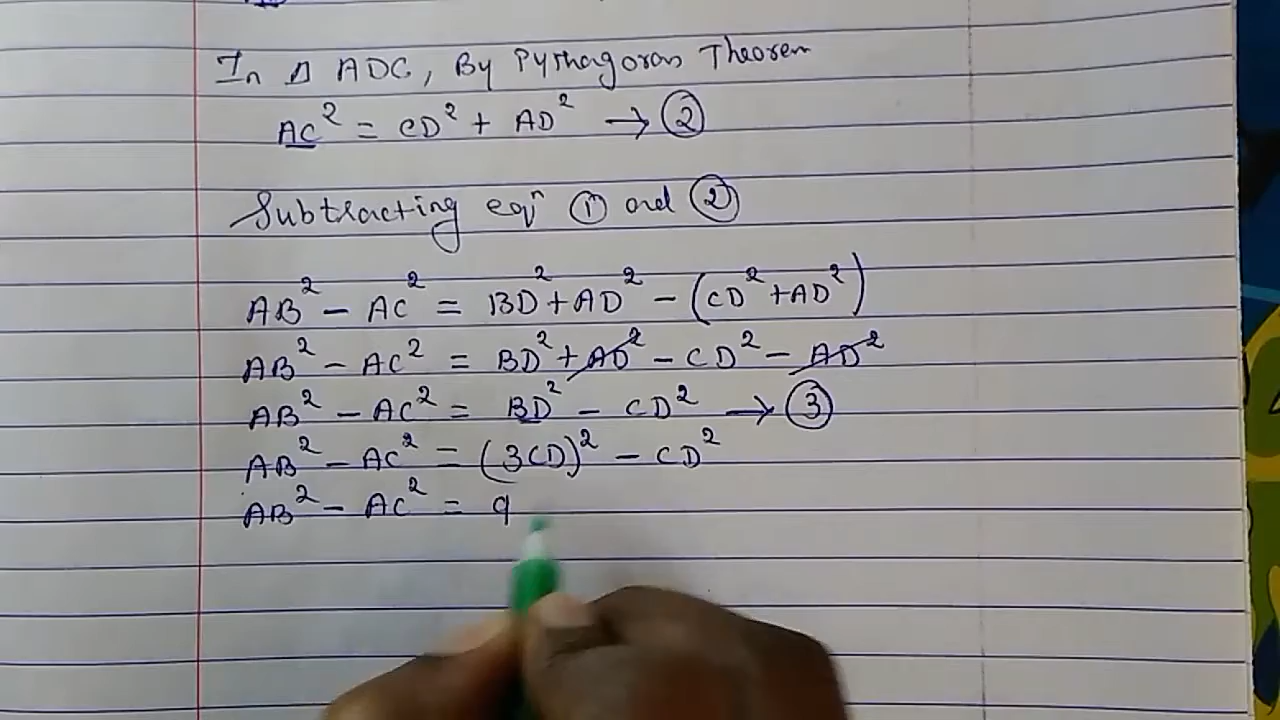 In △ ADC, By Pythagoras Theorem
AC² = CD² + AD² → ②
Subtracting eqⁿ ① and ②
AB² - AC² = BD² + AD² - (CD² + AD²)
AB² - AC² = BD² + AD² - CD² - AD²
AB² - AC² = BD² - CD² → ③
AB² - AC² = (3CD)² - CD²
AB² - AC² = 9